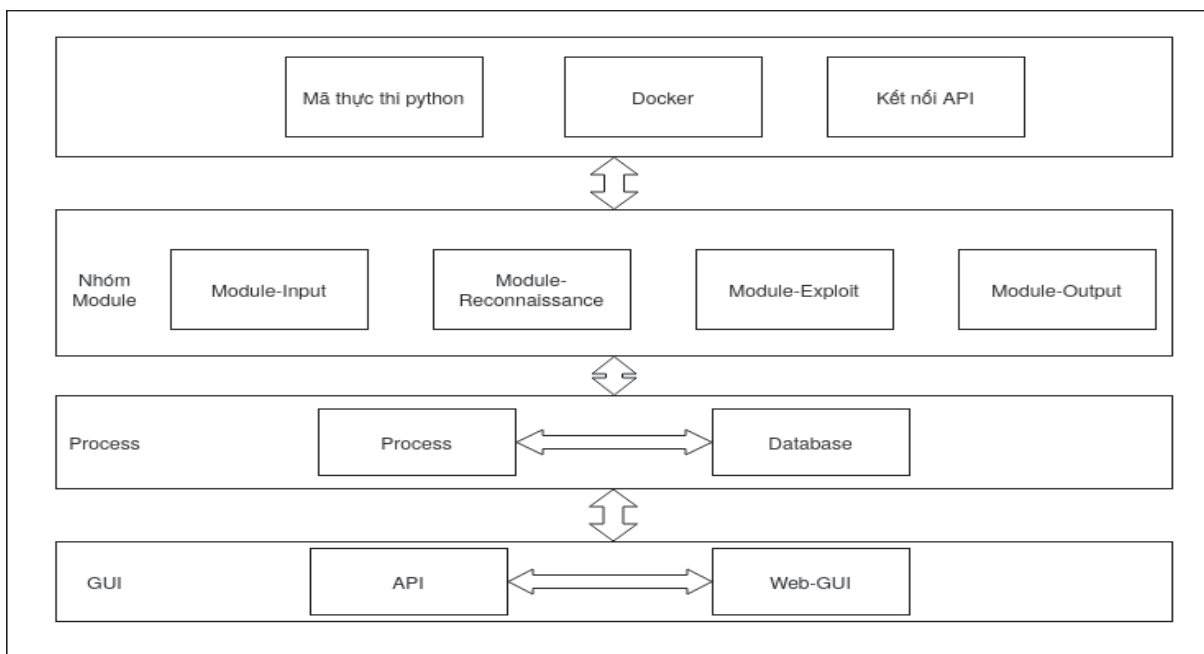 Mã thực thi python
Docker
Kết nối API
Nhóm
Module
Module-Input
Module-
Reconnaissance
Module-Exploit
Module-Output
Process
Process
Database
GUI
API
Web-GUI